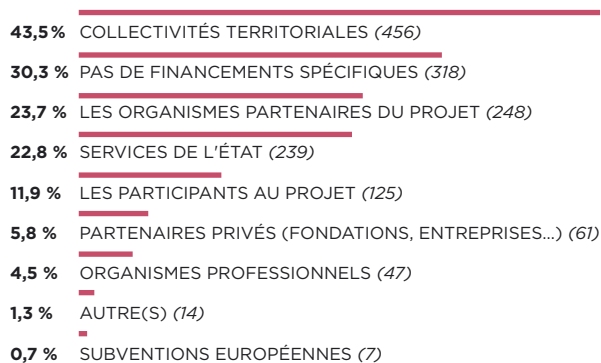 43,5 % COLLECTIVITÉS TERRITORIALES (456)
30,3 % PAS DE FINANCEMENTS SPÉCIFIQUES (318)
23,7 % LES ORGANISMES PARTENAIRES DU PROJET (248)
22,8 % SERVICES DE L'ÉTAT (239)
11,9 % LES PARTICIPANTS AU PROJET (125)
5,8 % PARTENAIRES PRIVÉS (FONDATIONS, ENTREPRISES...) (61)
4,5 % ORGANISMES PROFESSIONNELS (47)
1,3 % AUTRE(S) (14)
0,7 % SUBVENTIONS EUROPÉENNES (7)